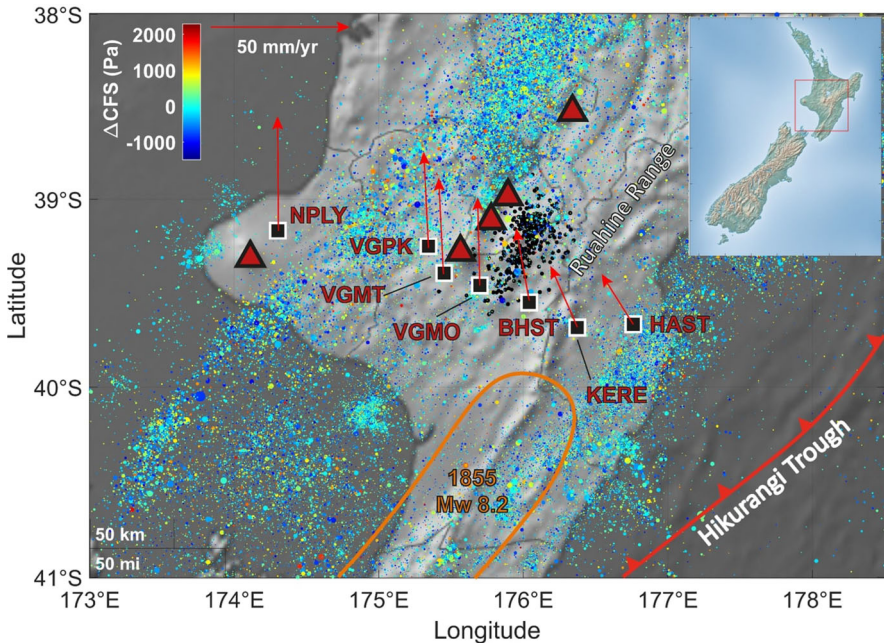 38°S
39°S
40°S
41°S
Latitude
ΔCFS (Pa)
2000
1000
0
-1000
50 mm/yr
NPLY
VGPK
VGMT
VGMO
BHST
KERE
HAST
Ruahine Range
1855
Mw 8.2
Hikurangi Trough
50 km
50 mi
173°E
174°E
175°E
176°E
177°E
178°E
Longitude